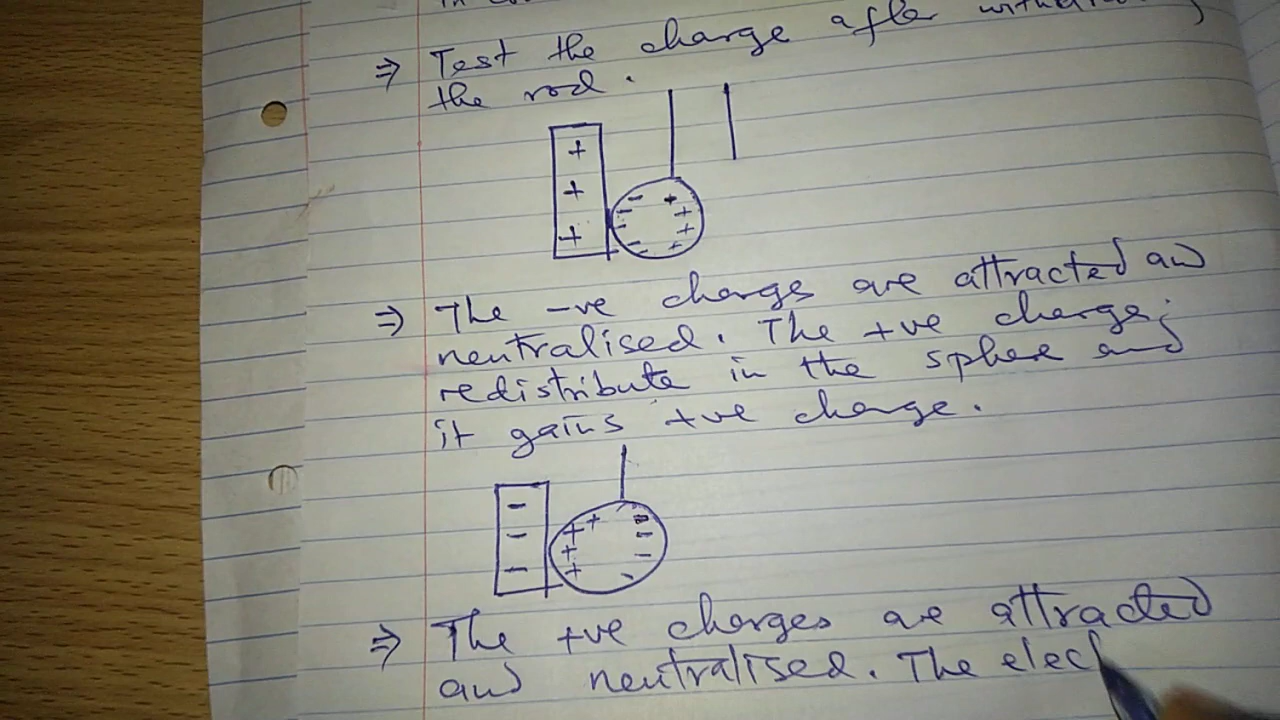 ⇒ Test the charge after
the rod.
+
+
+
⇒ The -ve charges are attracted and
neutralised. The +ve charges
redistribute in the sphere and
it gains +ve charge.
-
-
-
⇒ The +ve charges are attracted
and neutralised. The elect